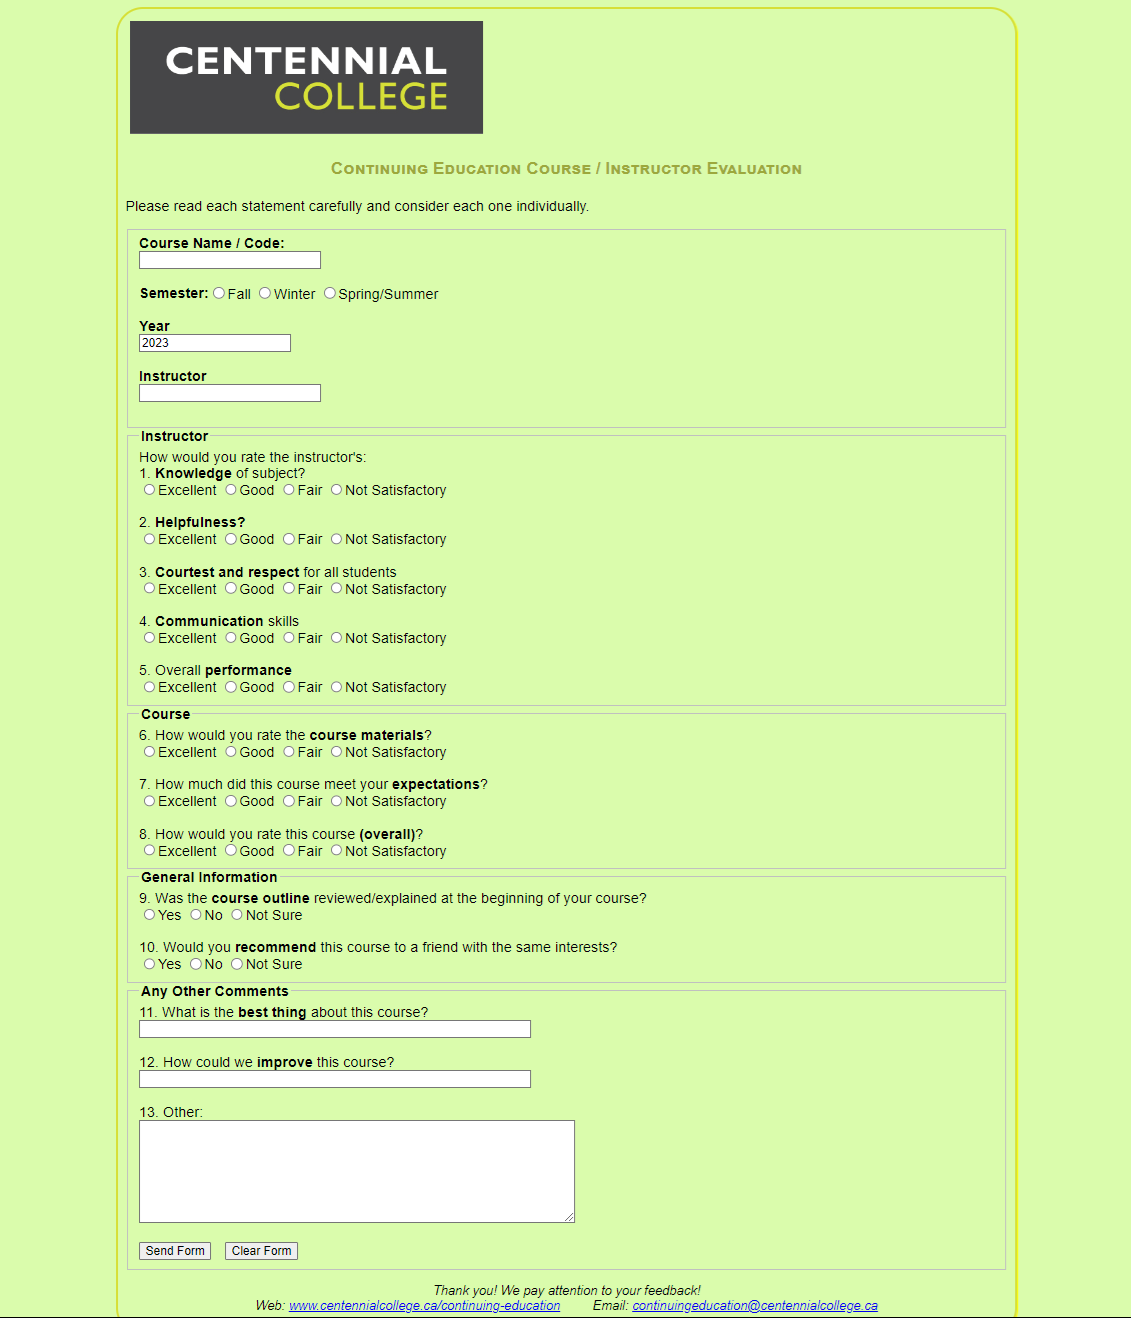 CENTENNIAL
COLLEGE
Continuing Education Course / Instructor Evaluation
Please read each statement carefully and consider each one individually.
Course Name / Code:
Semester: Fall Winter Spring/Summer
Year
2023
Instructor
Instructor
How would you rate the instructor's:
1. Knowledge of subject?
Excellent Good Fair Not Satisfactory
2. Helpfulness?
Excellent Good Fair Not Satisfactory
3. Courtest and respect for all students
Excellent Good Fair Not Satisfactory
4. Communication skills
Excellent Good Fair Not Satisfactory
5. Overall performance
Excellent Good Fair Not Satisfactory
Course
6. How would you rate the course materials?
Excellent Good Fair Not Satisfactory
7. How much did this course meet your expectations?
Excellent Good Fair Not Satisfactory
8. How would you rate this course (overall)?
Excellent Good Fair Not Satisfactory
General Information
9. Was the course outline reviewed/explained at the beginning of your course?
Yes No Not Sure
10. Would you recommend this course to a friend with the same interests?
Yes No Not Sure
Any Other Comments
11. What is the best thing about this course?
12. How could we improve this course?
13. Other:
Send Form Clear Form
Thank you! We pay attention to your feedback!
Web: www.centennialcollege.ca/continuing-education Email: continuingeducation@centennialcollege.ca